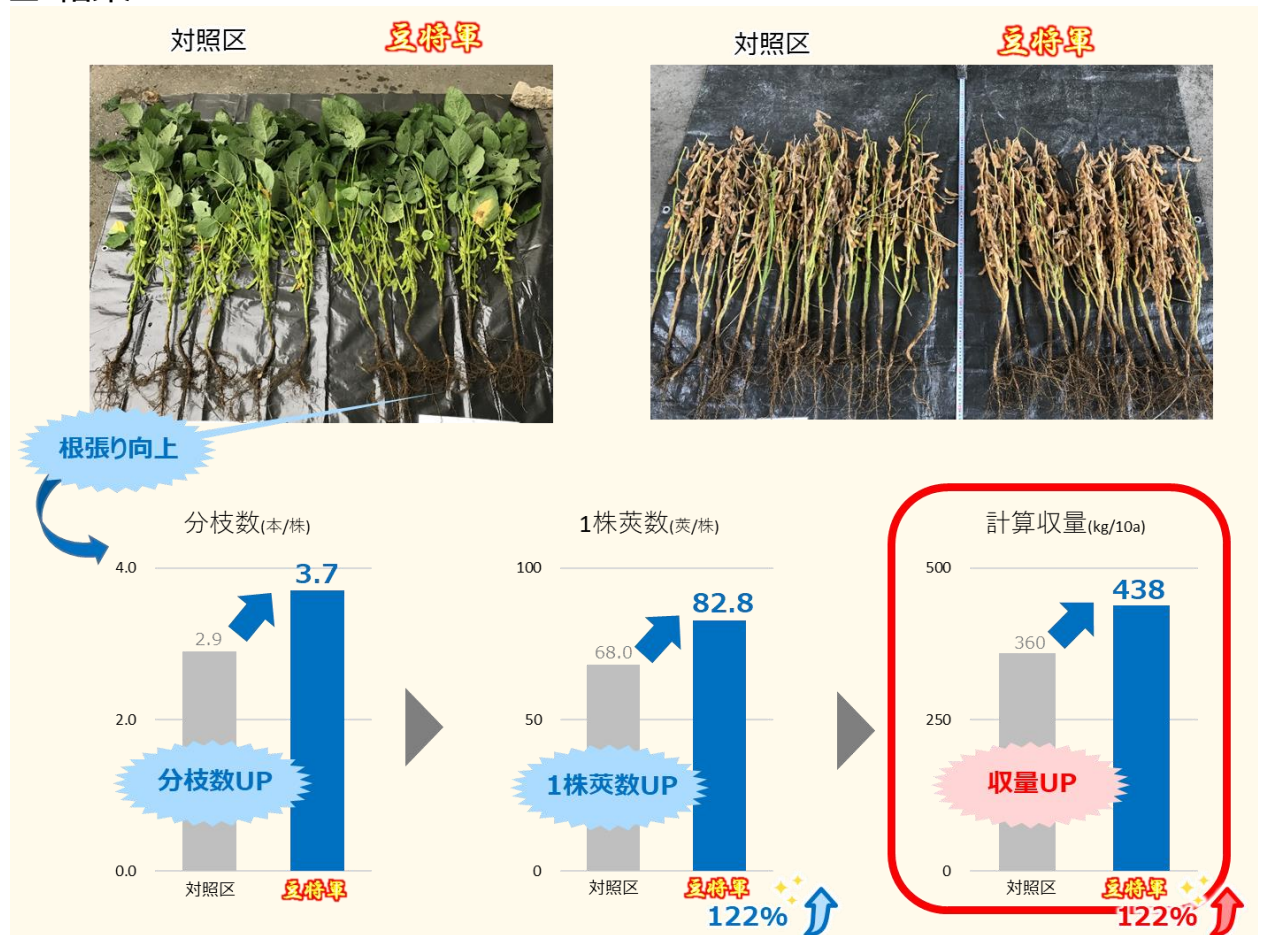 対照区 豆将軍 対照区 豆将軍
根張り向上
分枝数(本/株)
4.0
2.0
0.0
2.9
3.7
分枝数UP
対照区 豆将軍
1株莢数(莢/株)
100
50
0
68.0
82.8
1株莢数UP
対照区 豆将軍
122%
計算収量(kg/10a)
500
250
0
360
438
収量UP
対照区 豆将軍
122%